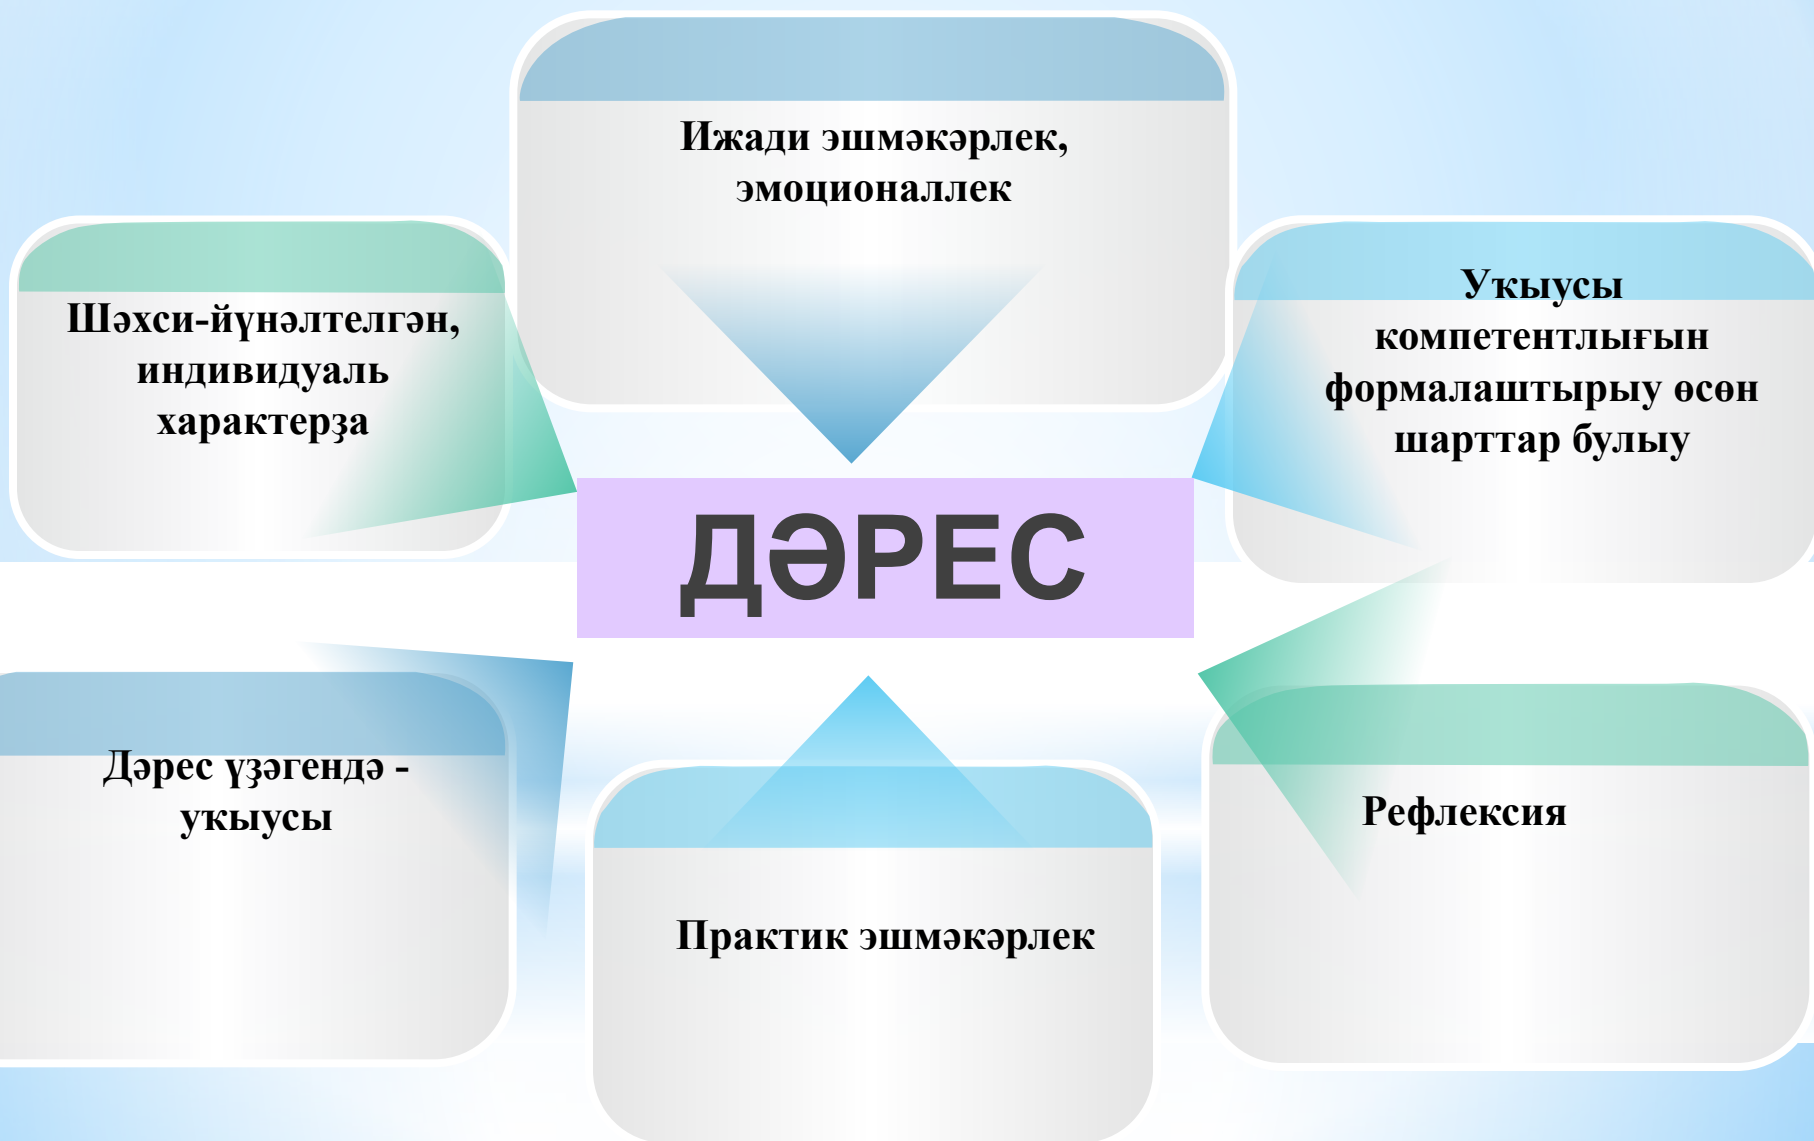 Ижади эшмәкәрлек,
эмоционаллек
Шәхси-йүнәлтелгән,
индивидуаль
характерҙа
Уҡыусы
компетентлығын
формалаштырыу өсөн
шарттар булыу
ДӘРЕС
Дәрес үҙәгендә -
уҡыусы
Практик эшмәкәрлек
Рефлексия